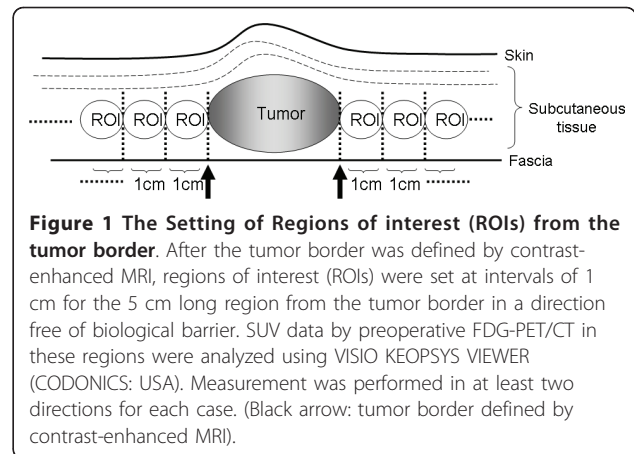 Skin
Tumor
ROI ROI ROI ROI ROI ROI
Subcutaneous
tissue
Fascia
1cm 1cm 1cm 1cm
Figure 1 The Setting of Regions of interest (ROIs) from the
tumor border. After the tumor border was defined by contrast-
enhanced MRI, regions of interest (ROIs) were set at intervals of 1
cm for the 5 cm long region from the tumor border in a direction
free of biological barrier. SUV data by preoperative FDG-PET/CT in
these regions were analyzed using VISIO KEOPSYS VIEWER
(CODONICS: USA). Measurement was performed in at least two
directions for each case. (Black arrow: tumor border defined by
contrast-enhanced MRI).